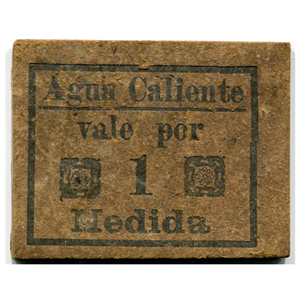 Agua Caliente
vale por
1
Medida